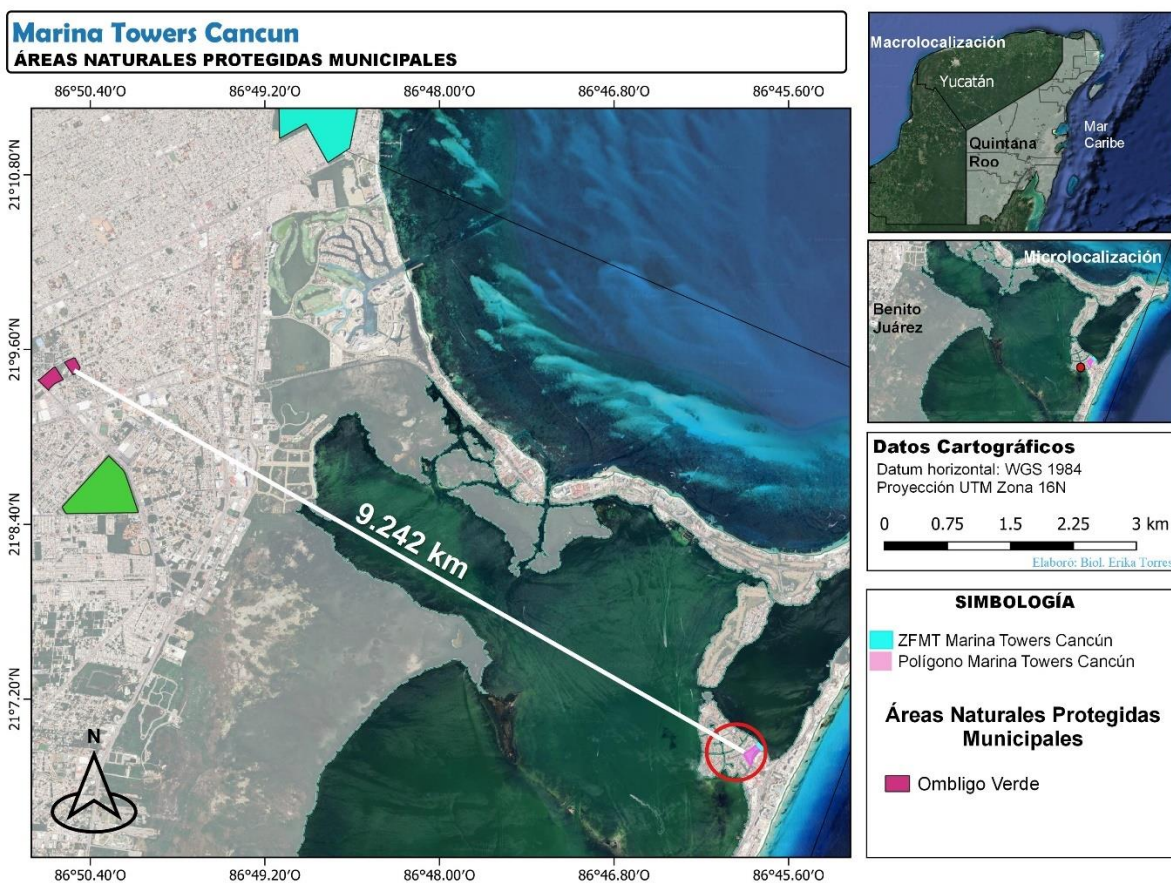 Marina Towers Cancun
ÁREAS NATURALES PROTEGIDAS MUNICIPALES
86°50.40′O 86°49.20′O 86°48.00′O 86°46.80′O 86°45.60′O
21°10.80′N
21°9.60′N
21°8.40′N
21°7.20′N
9.242 km
N
86°50.40′O 86°49.20′O 86°48.00′O 86°46.80′O 86°45.60′O
Macrolocalización
Yucatán
Quintana
Roo
Mar
Caribe
Microlocalización
Benito
Juárez
Datos Cartográficos
Datum horizontal: WGS 1984
Proyección UTM Zona 16N
0 0.75 1.5 2.25 3 km
Elaboró: Biol. Erika Torres
SIMBOLOGÍA
ZFMT Marina Towers Cancún
Polígono Marina Towers Cancún
Áreas Naturales Protegidas
Municipales
Ombligo Verde